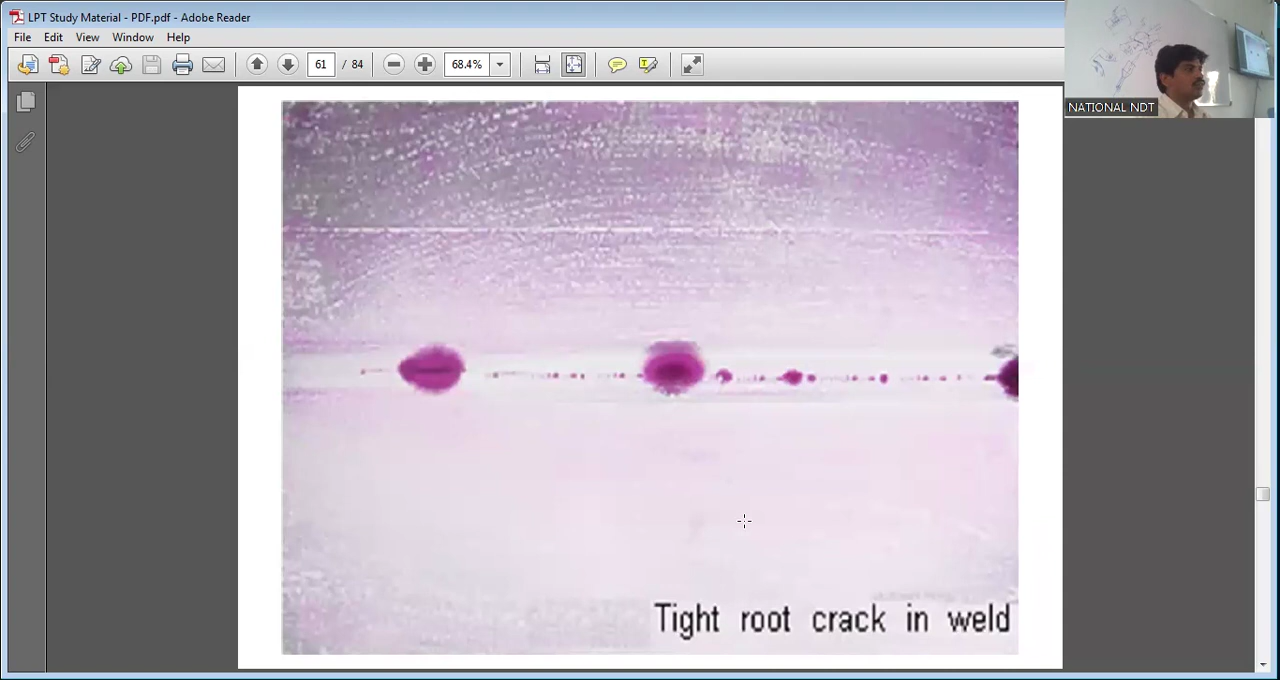 LPT Study Material - PDF.pdf - Adobe Reader
File Edit View Window Help
61 / 84 68.4%
NATIONAL NDT
Tight root crack in weld